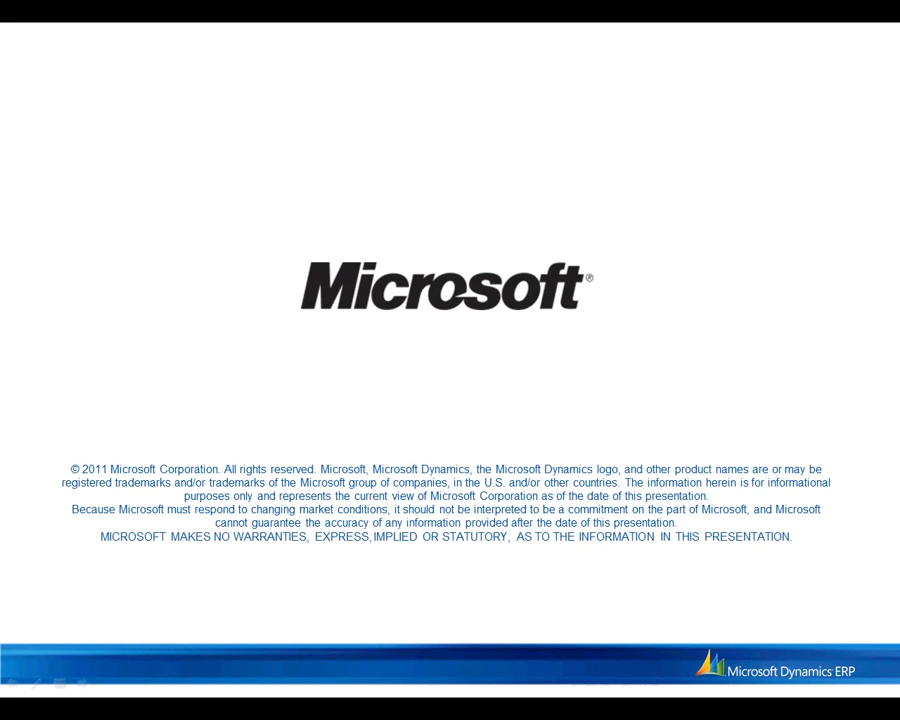 Microsoft®
© 2011 Microsoft Corporation. All rights reserved. Microsoft, Microsoft Dynamics, the Microsoft Dynamics logo, and other product names are or may be
registered trademarks and/or trademarks of the Microsoft group of companies, in the U.S. and/or other countries. The information herein is for informational
purposes only and represents the current view of Microsoft Corporation as of the date of this presentation.
Because Microsoft must respond to changing market conditions, it should not be interpreted to be a commitment on the part of Microsoft, and Microsoft
cannot guarantee the accuracy of any information provided after the date of this presentation.
MICROSOFT MAKES NO WARRANTIES, EXPRESS, IMPLIED OR STATUTORY, AS TO THE INFORMATION IN THIS PRESENTATION.
Microsoft Dynamics ERP